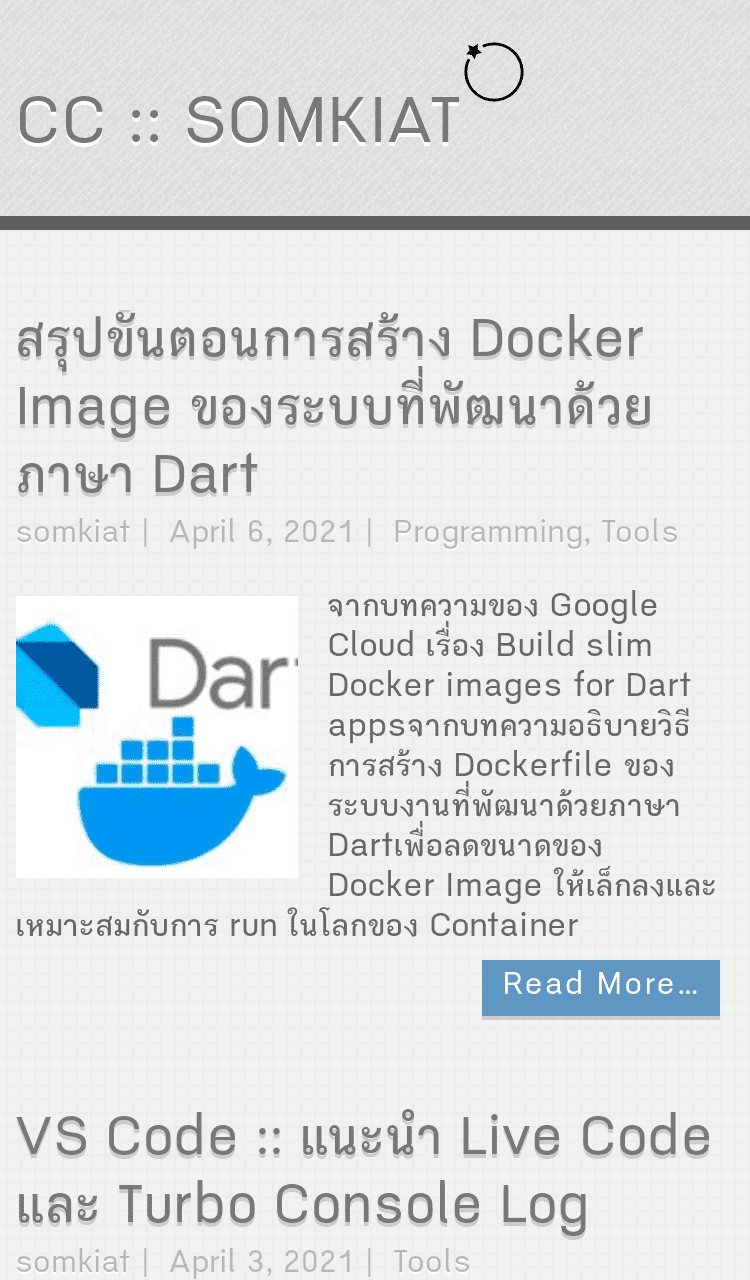 CC :: SOMKIAT
สรุปขั้นตอนการสร้าง Docker
Image ของระบบที่พัฒนาด้วย
ภาษา Dart
somkiat | April 6, 2021 | Programming, Tools
Dar
จากบทความของ Google
Cloud เรื่อง Build slim
Docker images for Dart
appsจากบทความอธิบายวิธี
การสร้าง Dockerfile ของ
ระบบงานที่พัฒนาด้วยภาษา
Dartเพื่อลดขนาดของ
Docker Image ให้เล็กลงและ
เหมาะสมกับการ run ในโลกของ Container
Read More...
VS Code :: แนะนำ Live Code
และ Turbo Console Log
somkiat | April 3, 2021 | Tools